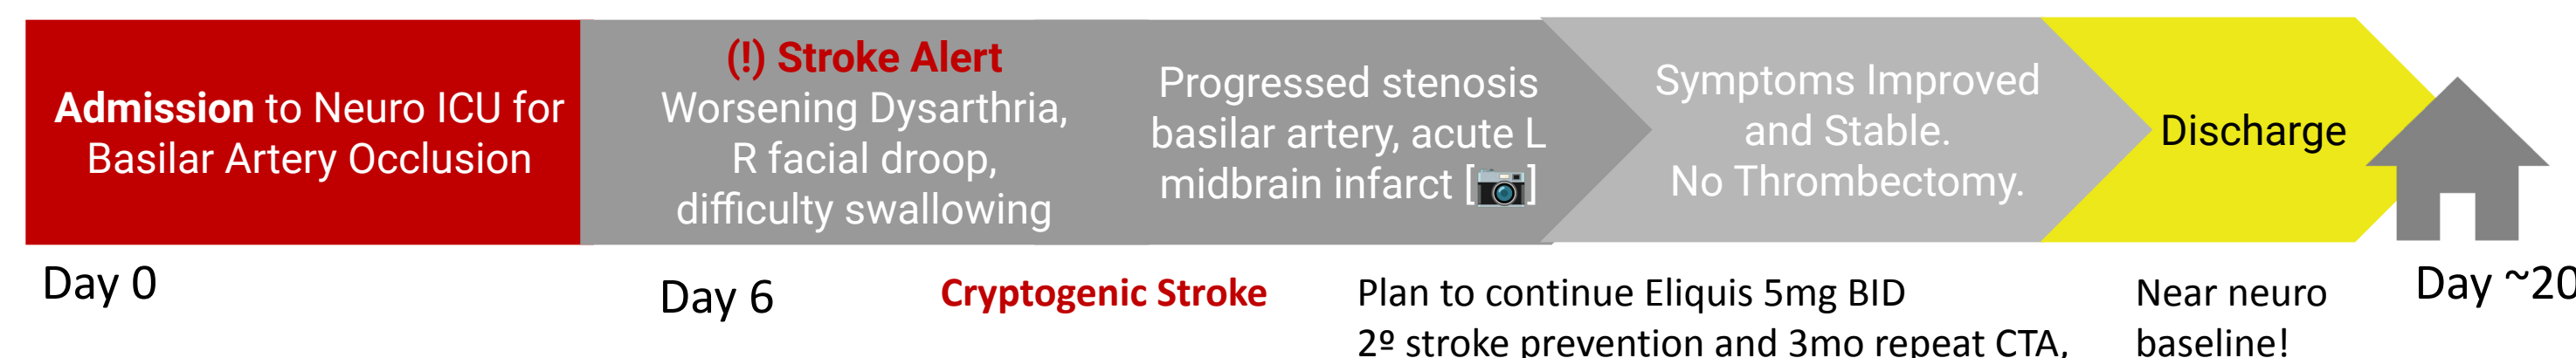 Admission to Neuro ICU for
Basilar Artery Occlusion
(!) Stroke Alert
Worsening Dysarthria,
R facial droop,
difficulty swallowing
Progressed stenosis
basilar artery, acute L
midbrain infarct [📷]
Symptoms Improved
and Stable.
No Thrombectomy.
Discharge
Day 0
Day 6
Cryptogenic Stroke
Plan to continue Eliquis 5mg BID
2º stroke prevention and 3mo repeat CTA,
Near neuro
baseline!
Day ~20